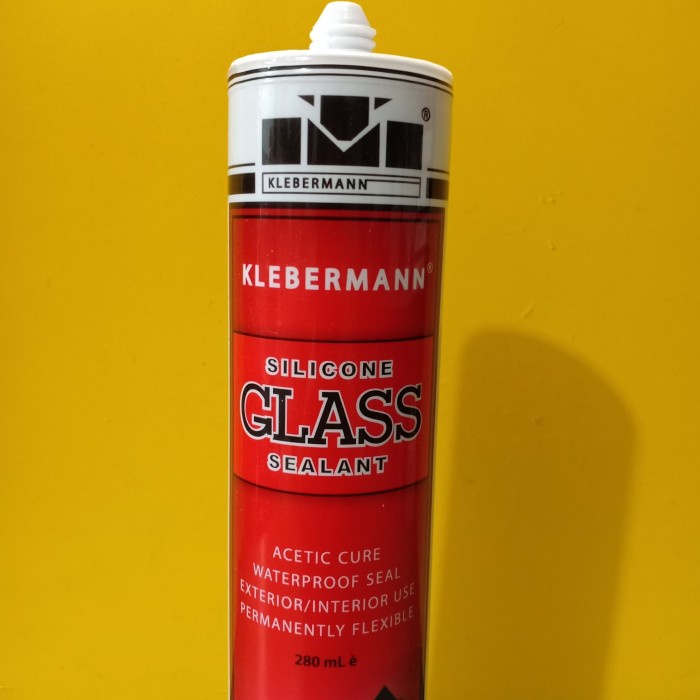 ®
KLEBERMANN
KLEBERMANN®
SILICONE
GLASS
SEALANT
ACETIC CURE
WATERPROOF SEAL
EXTERIOR/INTERIOR USE
PERMANENTLY FLEXIBLE
280 mL è